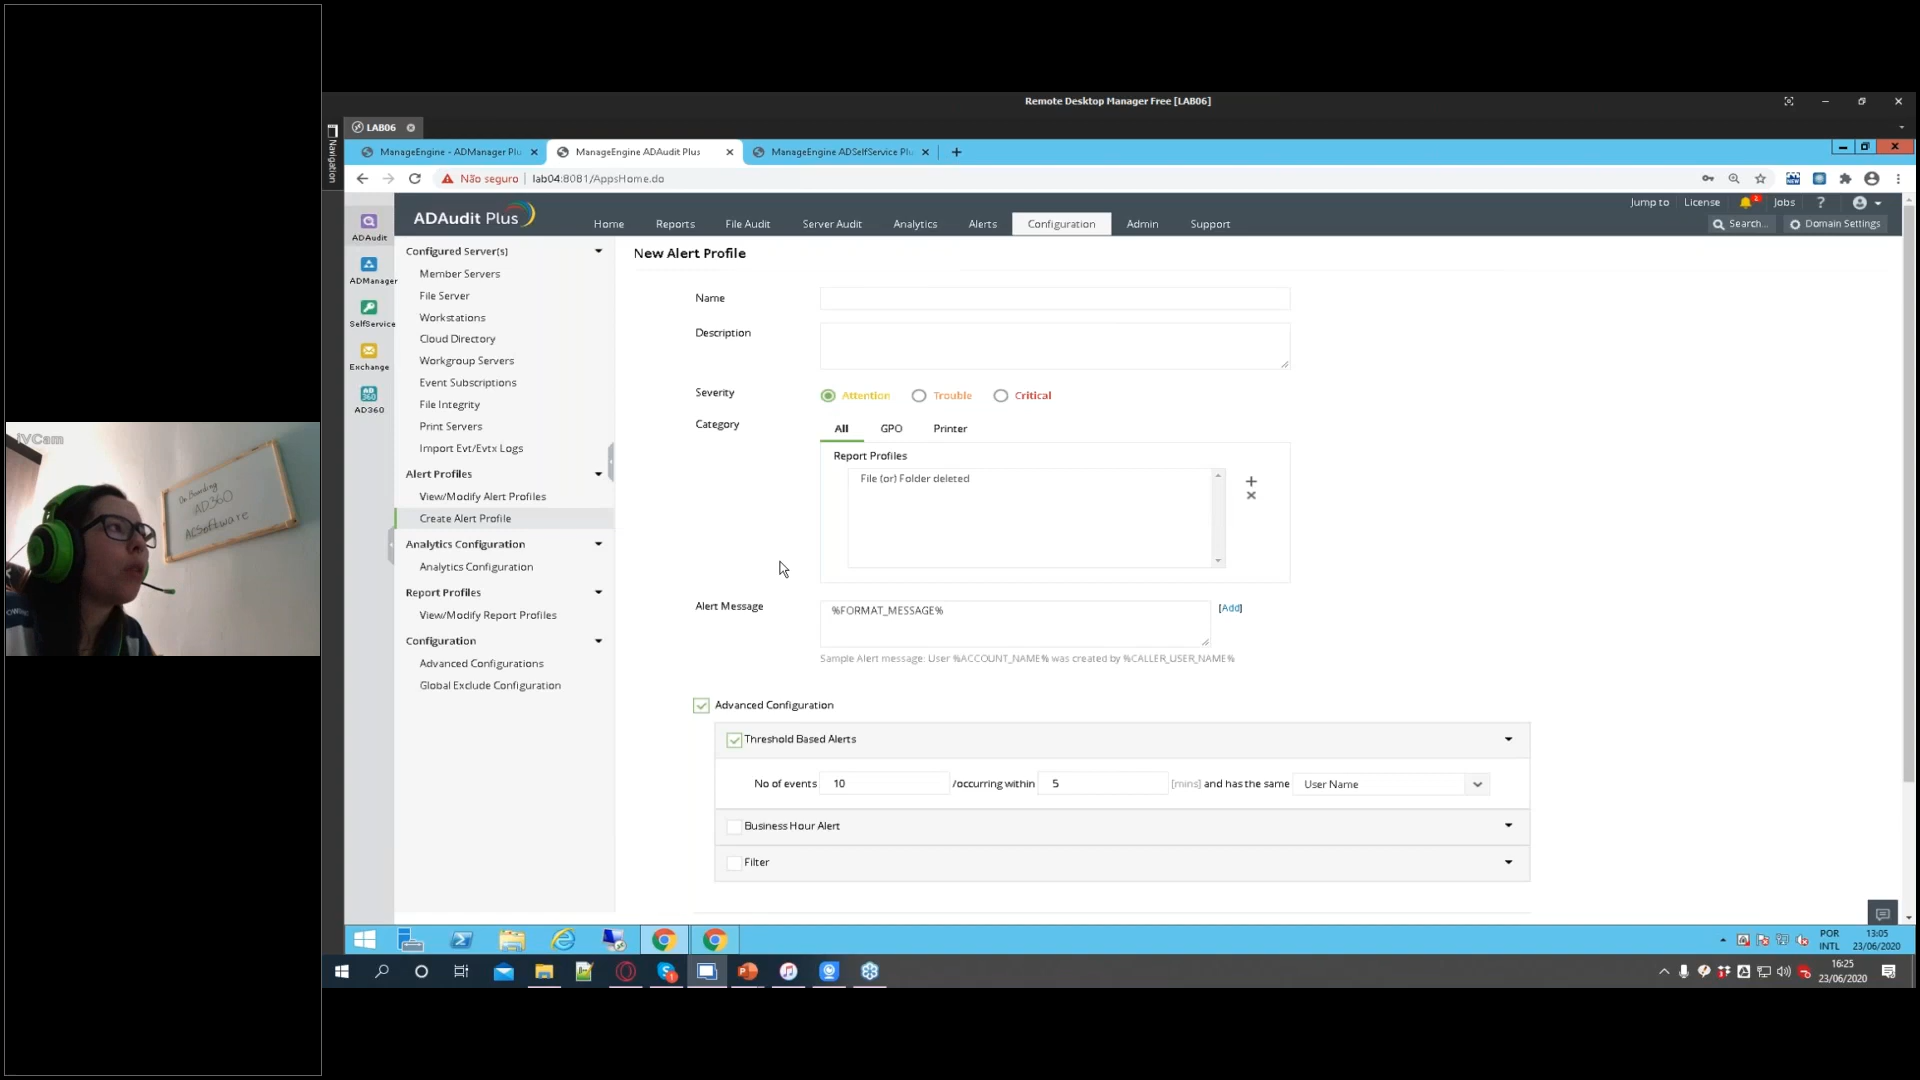 Remote Desktop Manager Free [LAB06]
LAB06
Navigation
ManageEngine - ADManager Plu
ManageEngine ADAudit Plus
ManageEngine ADSelfService Plu
Não seguro
lab04:8081/AppsHome.do
ADAudit Plus
Home
Reports
File Audit
Server Audit
Analytics
Alerts
Configuration
Admin
Support
Jump to
License
2
Jobs
?
Search...
Domain Settings
ADAudit
ADManager
SelfService
Exchange
AD360
Configured Server(s)
Member Servers
File Server
Workstations
Cloud Directory
Workgroup Servers
Event Subscriptions
File Integrity
Print Servers
Import Evt/Evtx Logs
Alert Profiles
View/Modify Alert Profiles
Create Alert Profile
Analytics Configuration
Analytics Configuration
Report Profiles
View/Modify Report Profiles
Configuration
Advanced Configurations
Global Exclude Configuration
New Alert Profile
Name
Description
Severity
Attention
Trouble
Critical
Category
All
GPO
Printer
Report Profiles
File (or) Folder deleted
Alert Message
%FORMAT_MESSAGE%
[Add]
Sample Alert message: User %ACCOUNT_NAME% was created by %CALLER_USER_NAME%
Advanced Configuration
Threshold Based Alerts
No of events 10 /occurring within 5 [mins] and has the same User Name
Business Hour Alert
Filter
iVCam
On Boarding
AD360
ACSoftware
POR
INTL
13:05
23/06/2020
16:25
23/06/2020